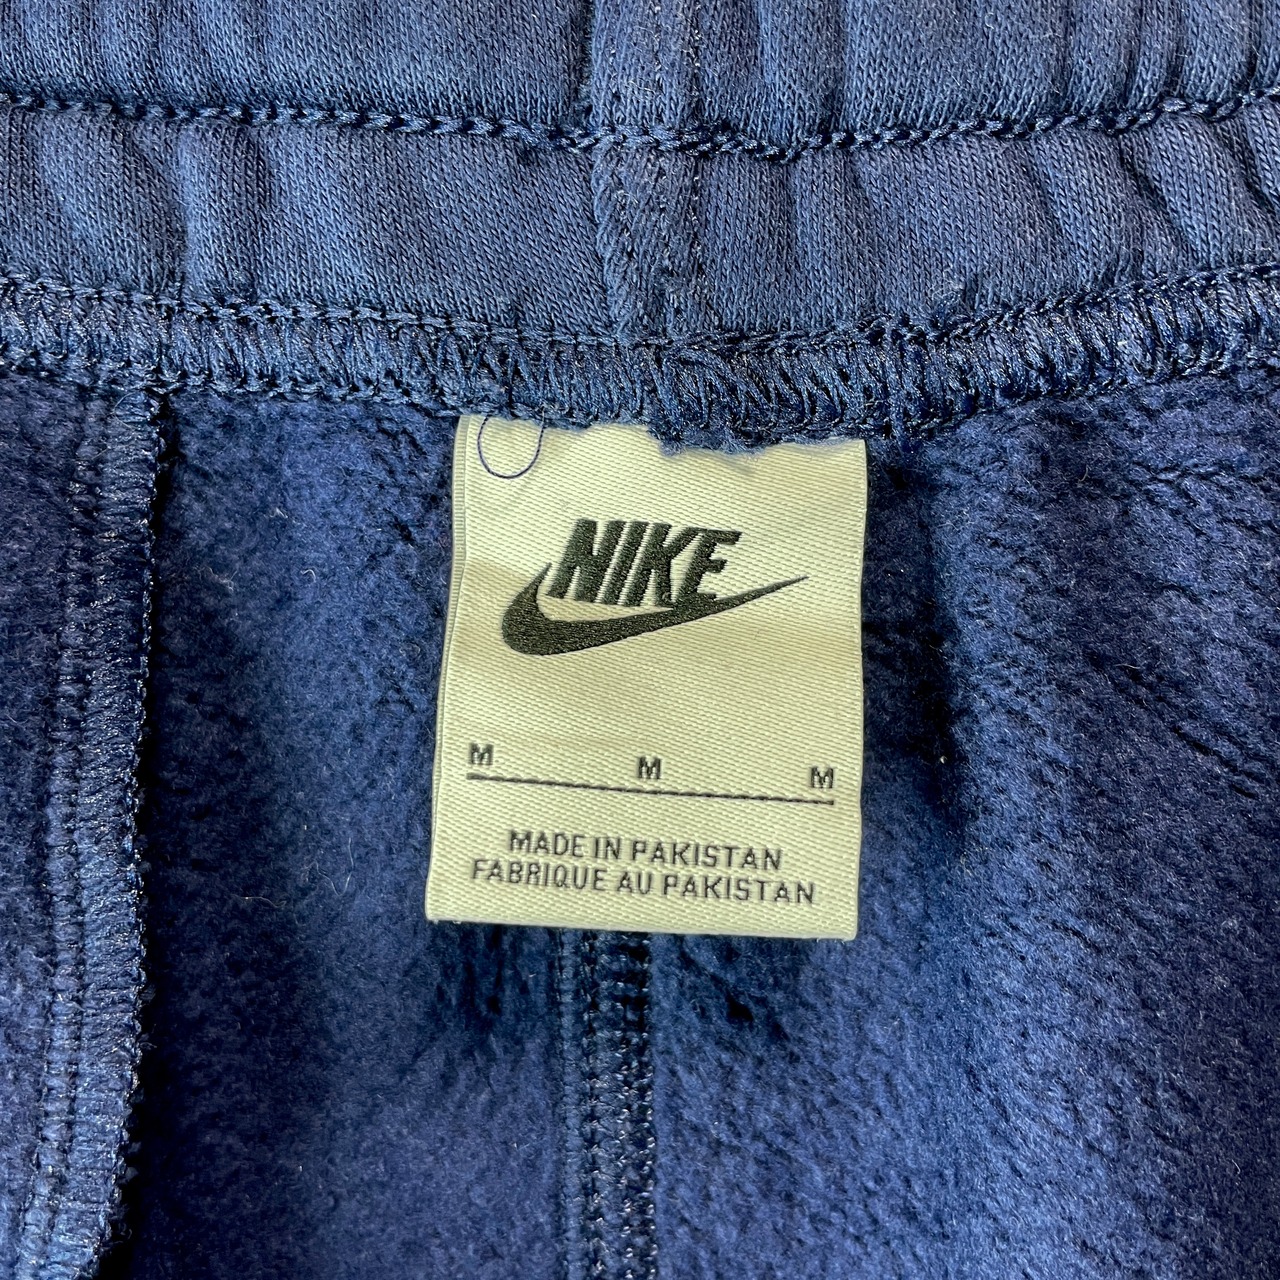 NIKE
M M M
MADE IN PAKISTAN
FABRIQUE AU PAKISTAN